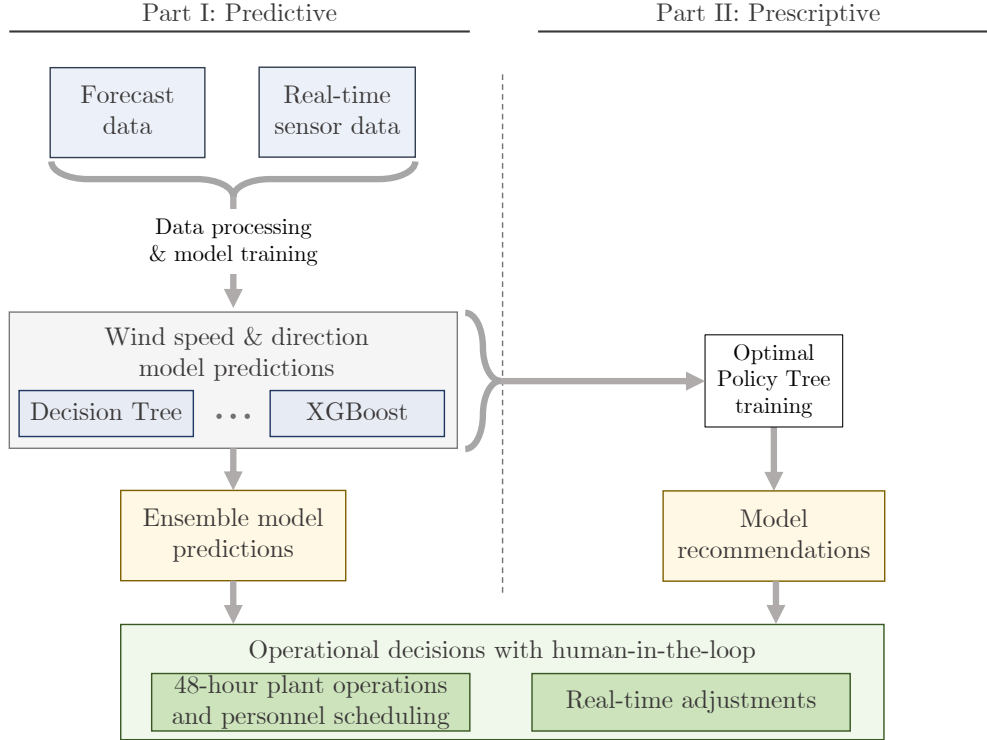 Part I: Predictive
Part II: Prescriptive
Forecast
data
Real-time
sensor data
Data processing
& model training
Wind speed & direction
model predictions
Decision Tree
...
XGBoost
Optimal
Policy Tree
training
Ensemble model
predictions
Model
recommendations
Operational decisions with human-in-the-loop
48-hour plant operations
and personnel scheduling
Real-time adjustments